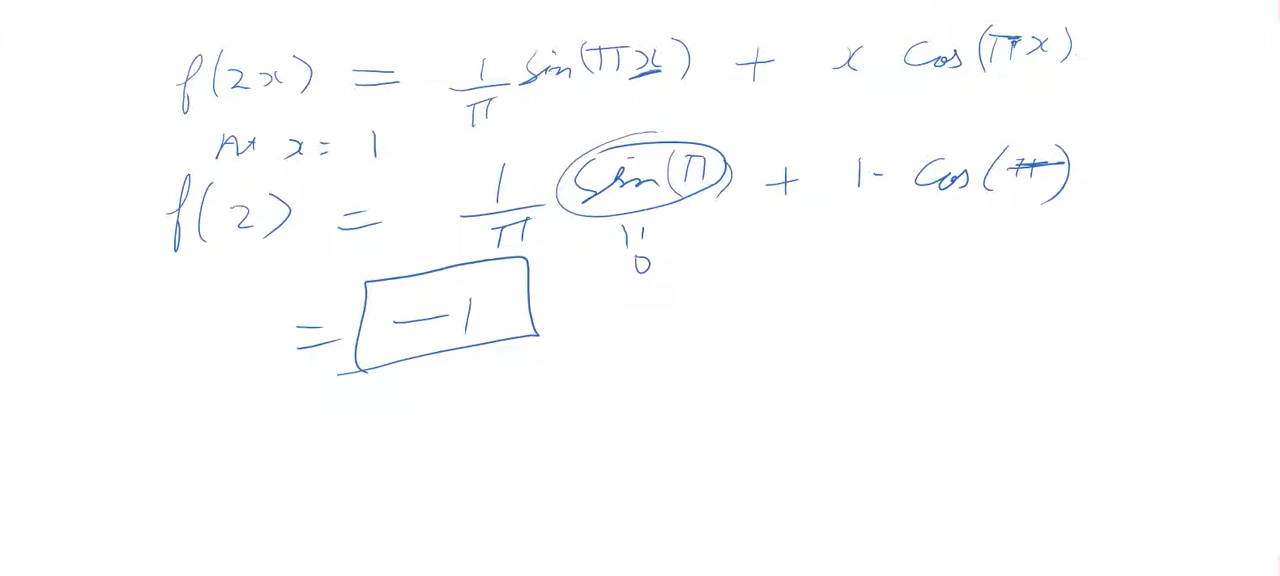 f(2x) = 1/π sin(πx) + x cos(πx)
At x = 1
f(2) = 1/π sin(π) + 1· cos(π)
" 0
= -1